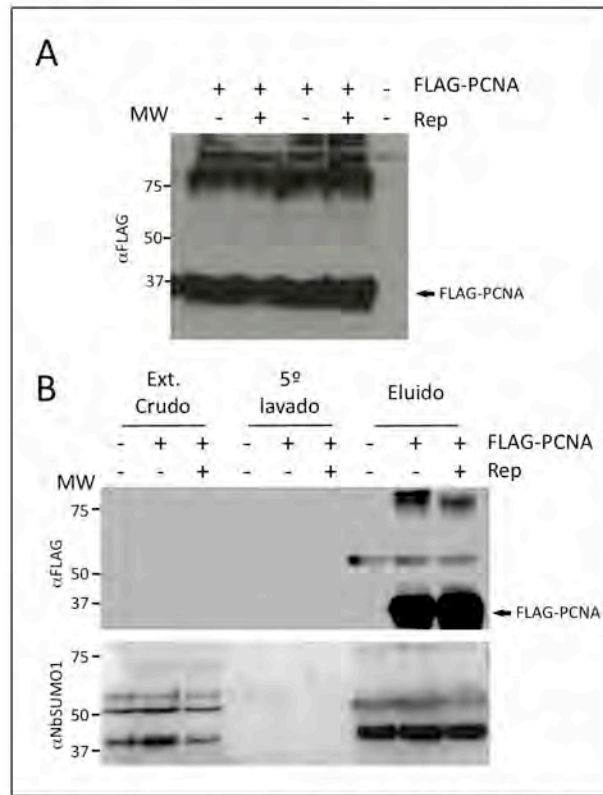 A
+ + + + - FLAG-PCNA
MW - + - + - Rep
75
50
37
αFLAG
FLAG-PCNA
B
Ext. Crudo
5º lavado
Eluido
- + + - + + - + + FLAG-PCNA
- - + - - + - - + Rep
MW
75
50
37
αFLAG
FLAG-PCNA
75
50
37
αNbSUMO1